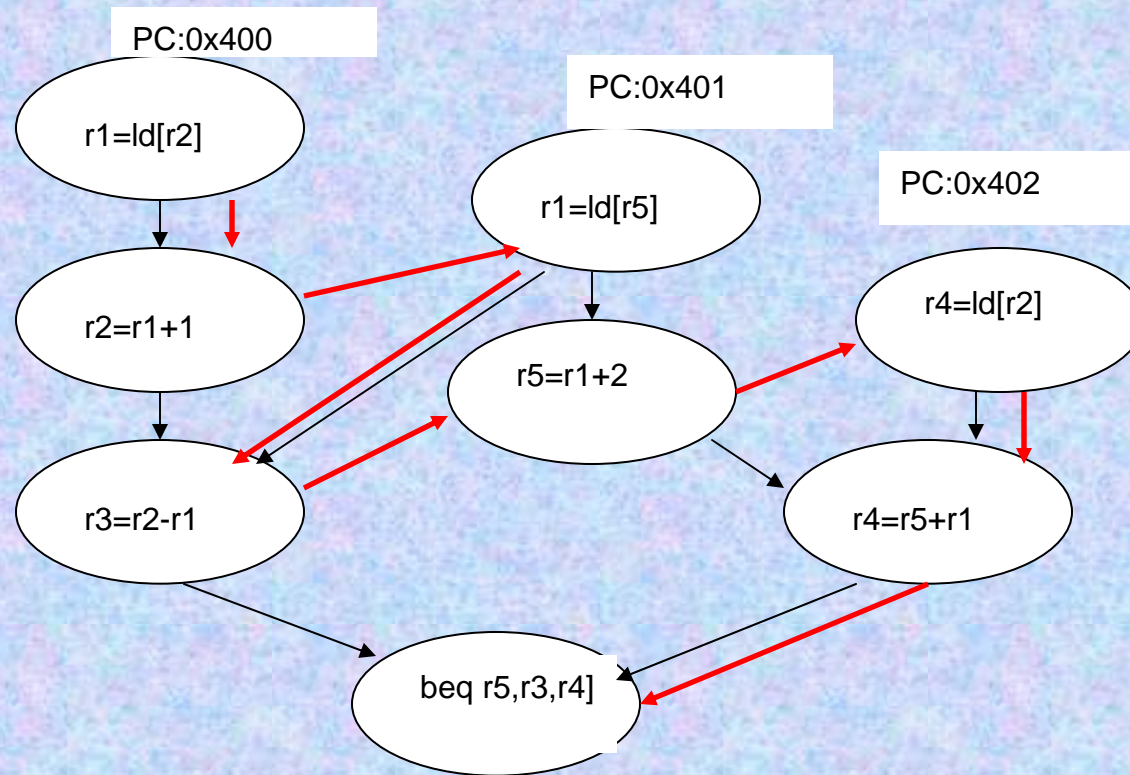 PC:0x400
r1=ld[r2]
PC:0x401
r1=ld[r5]
PC:0x402
r4=ld[r2]
r2=r1+1
r5=r1+2
r3=r2-r1
r4=r5+r1
beq r5,r3,r4]